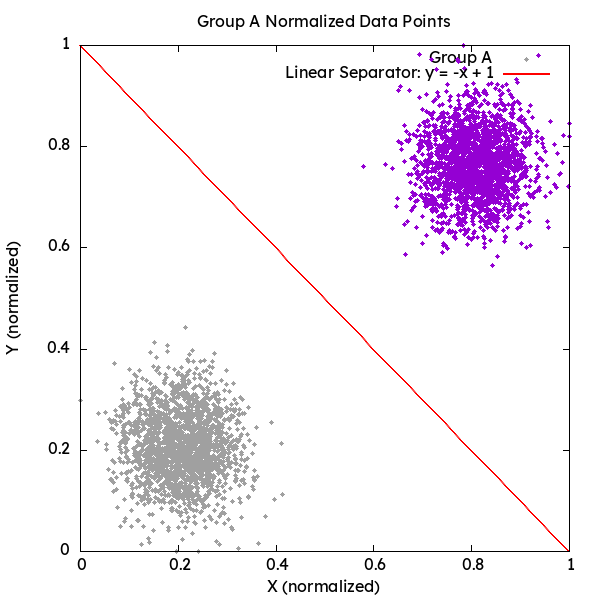 Group A Normalized Data Points
Group A
Linear Separator: y = -x + 1
1
0.8
0.6
0.4
0.2
0
0
0.2
0.4
0.6
0.8
1
Y (normalized)
X (normalized)